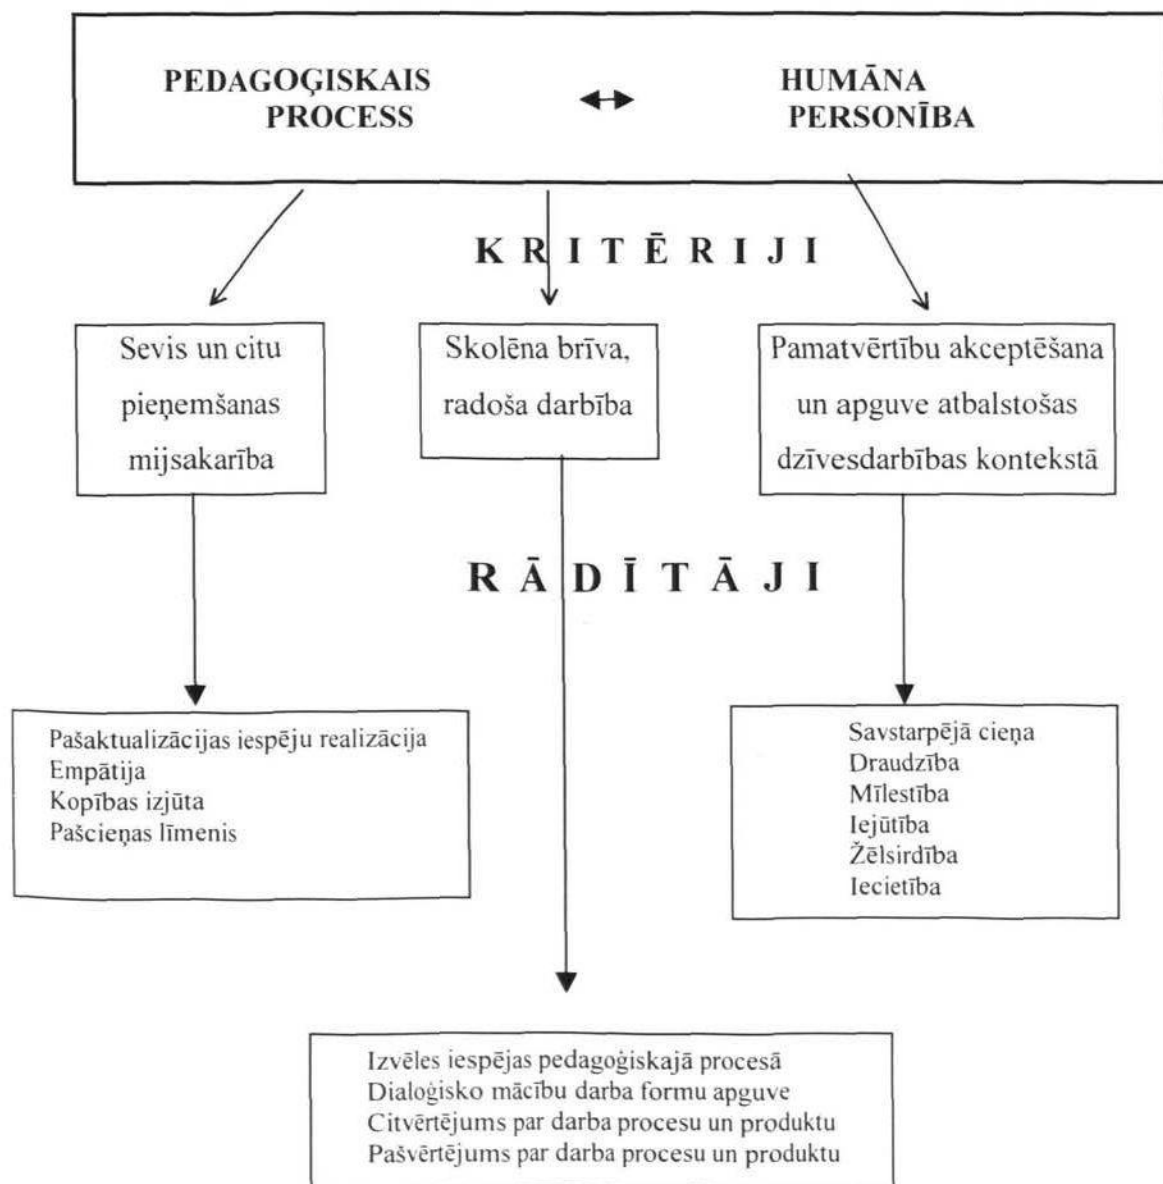 PEDAGOĢISKAIS
PROCESS
HUMĀNA
PERSONĪBA
KRITĒRIJI
Sevis un citu
pieņemšanas
mijsakarība
Skolēna brīva,
radoša darbība
Pamatvērtību akceptēšana
un apguve atbalstošas
dzīvesdarbības kontekstā
RĀDĪTĀJI
Pašaktualizācijas iespēju realizācija
Empātija
Kopības izjūta
Pašcieņas līmenis
Savstarpējā cieņa
Draudzība
Mīlestība
Iejūtība
Žēlsirdība
Iecietība
Izvēles iespējas pedagoģiskajā procesā
Dialoģisko mācību darba formu apguve
Citvērtējums par darba procesu un produktu
Pašvērtējums par darba procesu un produktu